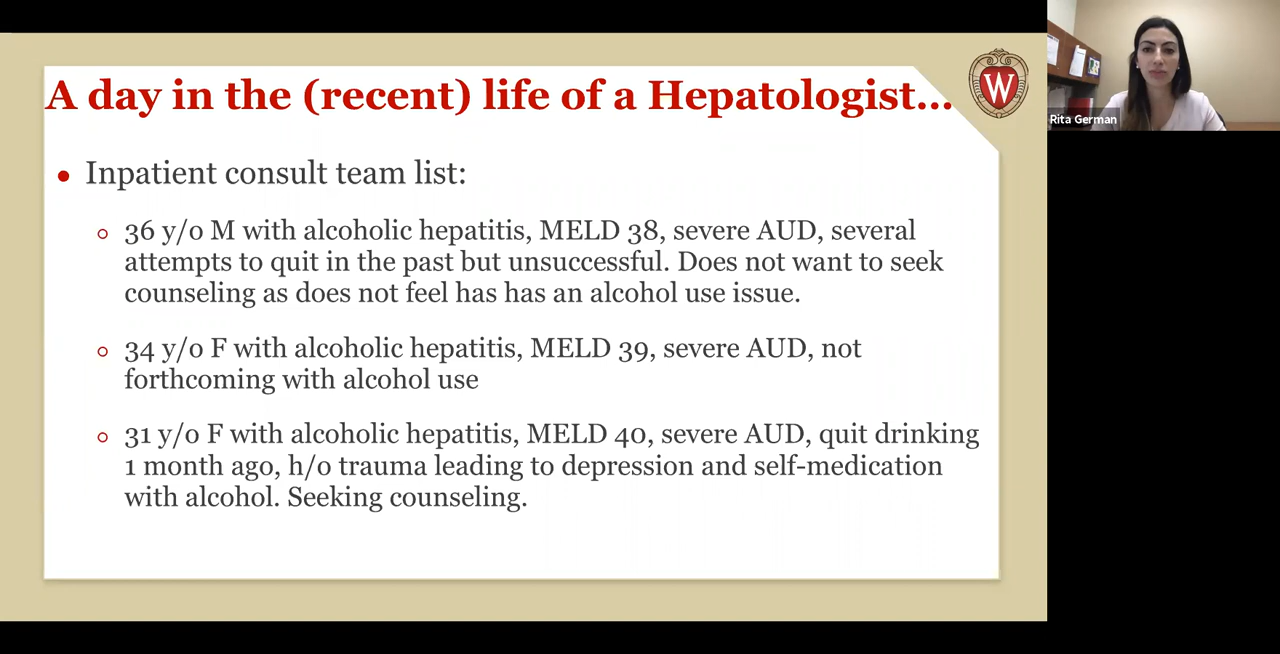 A day in the (recent) life of a Hepatologist...
W
Rita German
• Inpatient consult team list:
○ 36 y/o M with alcoholic hepatitis, MELD 38, severe AUD, several
attempts to quit in the past but unsuccessful. Does not want to seek
counseling as does not feel has has an alcohol use issue.
○ 34 y/o F with alcoholic hepatitis, MELD 39, severe AUD, not
forthcoming with alcohol use
○ 31 y/o F with alcoholic hepatitis, MELD 40, severe AUD, quit drinking
1 month ago, h/o trauma leading to depression and self-medication
with alcohol. Seeking counseling.